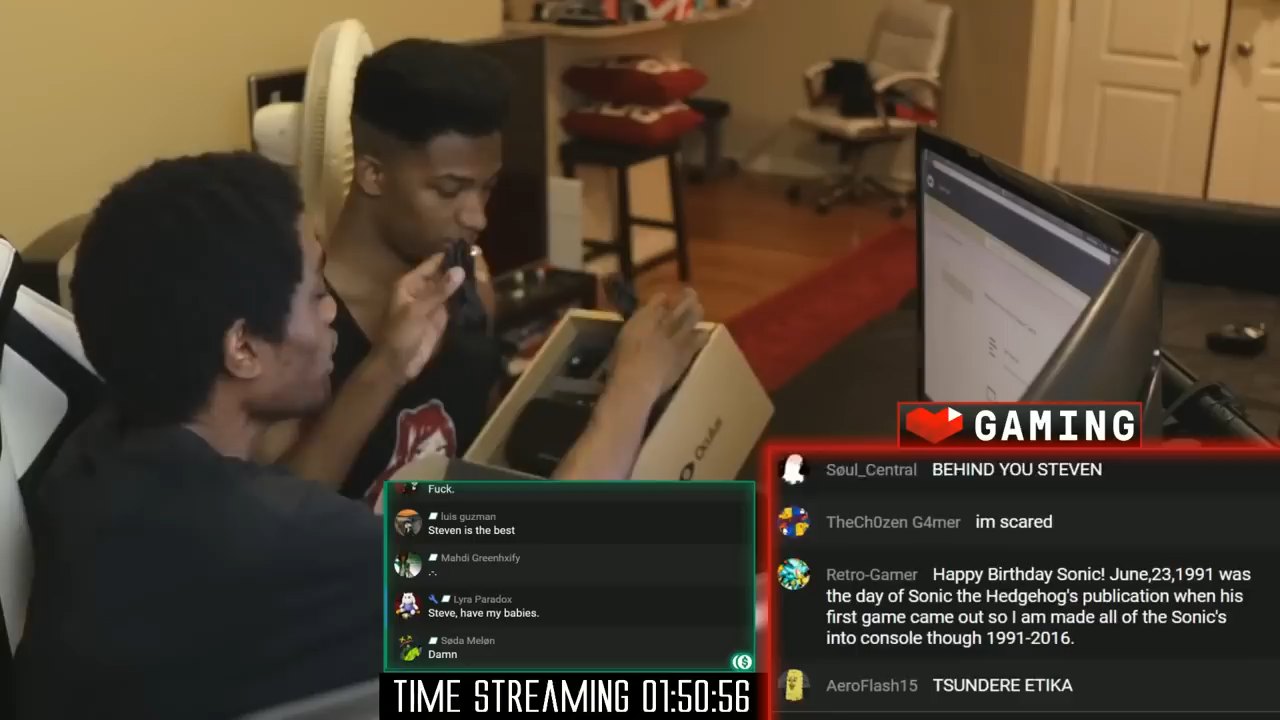 Oculus
GAMING
Søul_Central BEHIND YOU STEVEN
TheCh0zen G4mer im scared
Retro-Gamer Happy Birthday Sonic! June,23,1991 was
the day of Sonic the Hedgehog's publication when his
first game came out so I am made all of the Sonic's
into console though 1991-2016.
AeroFlash15 TSUNDERE ETIKA
Fuck.
luis guzman
Steven is the best
Mahdi Greenhxify
.-.
Lyra Paradox
Steve, have my babies.
Søda Meløn
Damn
TIME STREAMING 01:50:56